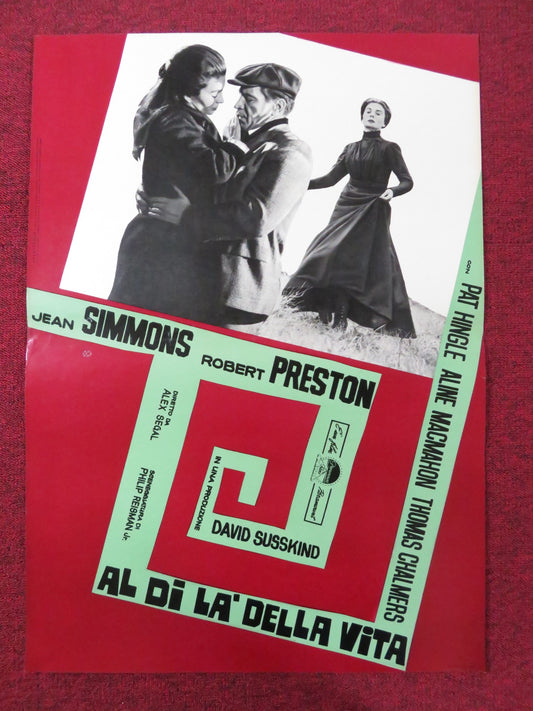 JEAN SIMMONS
ROBERT PRESTON
CON PAT HINGLE ALINE MACMAHON THOMAS CHALMERS
DIRETTO DA
ALEX SEGAL
SCENEGGIATURA DI
PHILIP REISMAN Jr.
IN UNA PRODUZIONE
DAVID SUSSKIND
Paramount
AL Di LA' DELLA ViTA